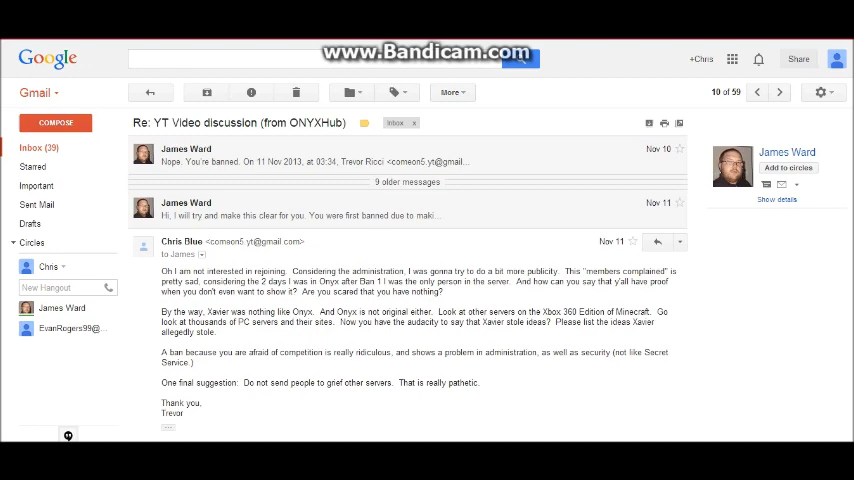 www.Bandicam.com
Google
+Chris
Share
Gmail
More
10 of 59
COMPOSE
Re: YT Video discussion (from ONYXHub)
Inbox x
Inbox (39)
Starred
Important
Sent Mail
Drafts
Circles
Chris
New Hangout
James Ward
EvanRogers99@...
James Ward
Nov 10
Nope. You're banned. On 11 Nov 2013, at 03:34, Trevor Ricci <comeon5.yt@gmail...
9 older messages
James Ward
Nov 11
Hi, I will try and make this clear for you. You were first banned due to maki...
Chris Blue <comeon5.yt@gmail.com>
Nov 11
to James
Oh I am not interested in rejoining. Considering the administration, I was gonna try to do a bit more publicity. This "members complained" is
pretty sad, considering the 2 days I was in Onyx after Ban 1 I was the only person in the server. And how can you say that y'all have proof
when you don't even want to show it? Are you scared that you have nothing?
By the way, Xavier was nothing like Onyx. And Onyx is not original either. Look at other servers on the Xbox 360 Edition of Minecraft. Go
look at thousands of PC servers and their sites. Now you have the audacity to say that Xavier stole ideas? Please list the ideas Xavier
allegedly stole.
A ban because you are afraid of competition is really ridiculous, and shows a problem in administration, as well as security (not like Secret
Service.)
One final suggestion: Do not send people to grief other servers. That is really pathetic.
Thank you,
Trevor
James Ward
Add to circles
Show details